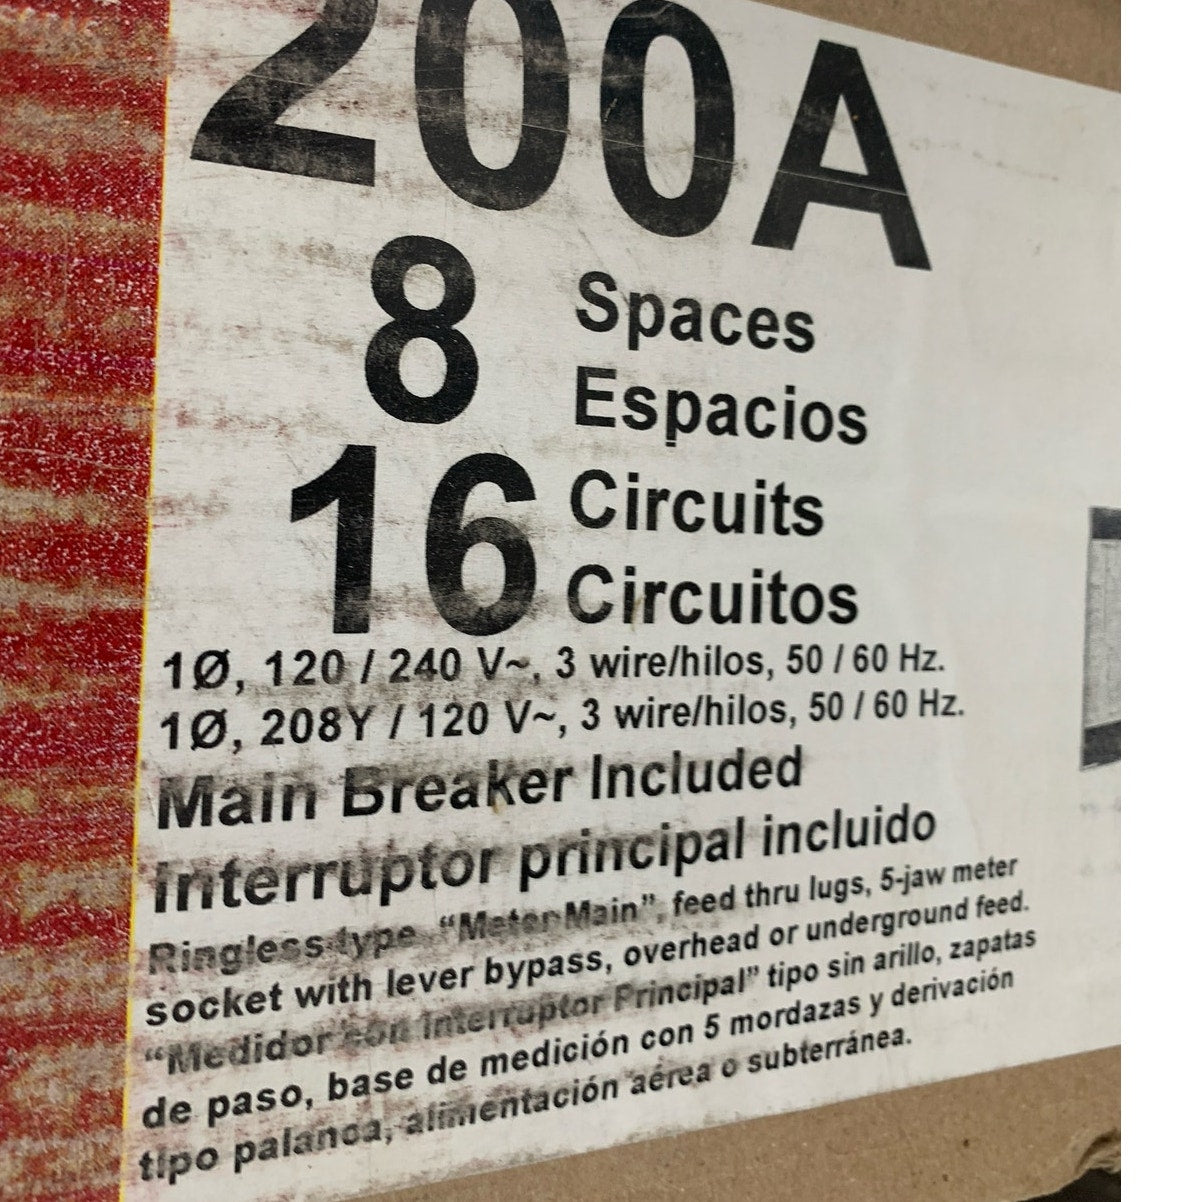 200A
8 Spaces
Espacios
16 Circuits
Circuitos
1Ø, 120 / 240 V~, 3 wire/hilos, 50 / 60 Hz.
1Ø, 208Y / 120 V~, 3 wire/hilos, 50 / 60 Hz.
Main Breaker Included
Interruptor principal incluido
Ringless type "Meter Main", feed thru lugs, 5-jaw meter
socket with lever bypass, overhead or underground feed.
"Medidor con Interruptor Principal" tipo sin arillo, zapatas
de paso, base de medición con 5 mordazas y derivación
tipo palanca, alimentación aérea o subterránea.